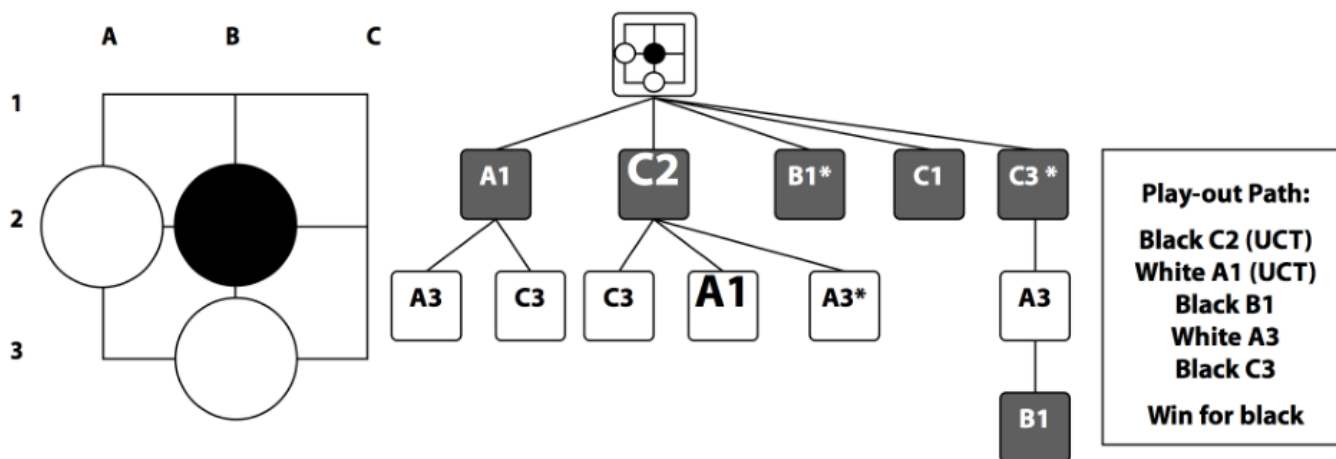 A B C
1
2
3
A1 C2 B1* C1 C3 *
A3 C3 C3 A1 A3* A3
B1
Play-out Path:
Black C2 (UCT)
White A1 (UCT)
Black B1
White A3
Black C3
Win for black